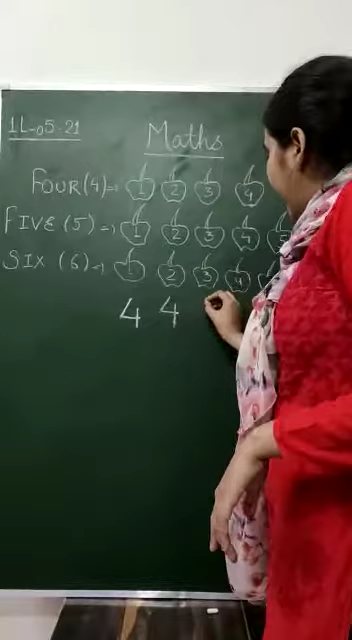 11-05-21
Maths
FOUR (4) = 1 2 3 4
FIVE (5) = 1 2 3 4 5
SIX (6) = 1 2 3 4
4 4